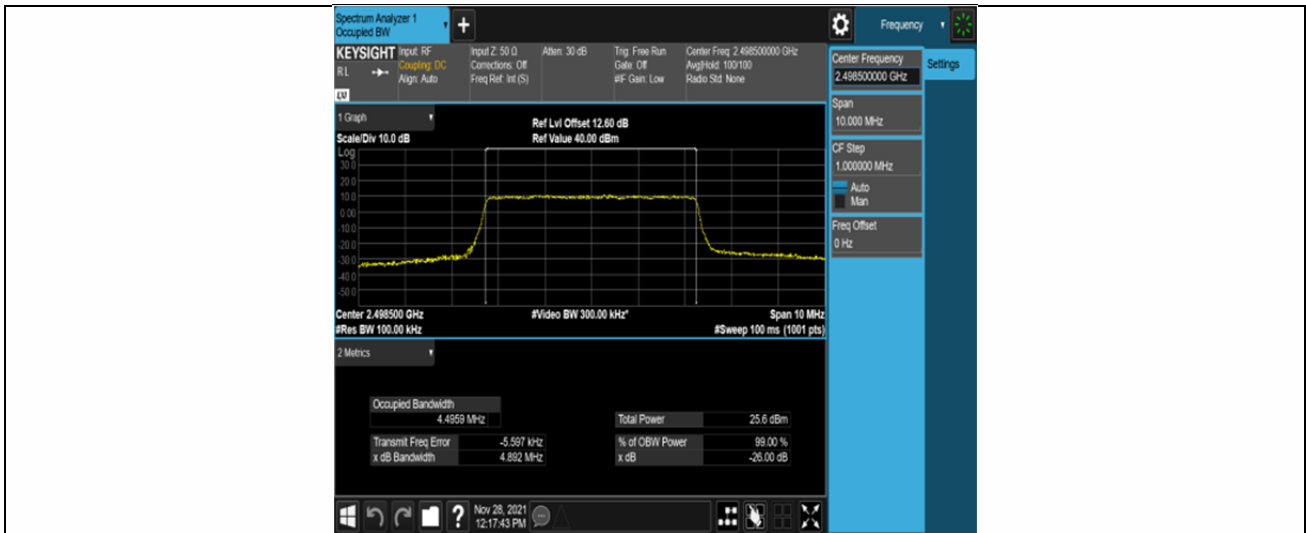 Spectrum Analyzer 1
Occupied BW
+
Frequency
KEYSIGHT
R L
LXI
Input: RF
Coupling: DC
Align: Auto
Input Z: 50 Ω
Corrections: Off
Freq Ref: Int (S)
Atten: 30 dB
Trig: Free Run
Gate: Off
#IF Gain: Low
Center Freq: 2.498500000 GHz
Avg|Hold: 100/100
Radio Std: None
Center Frequency
2.498500000 GHz
Settings
Span
10.000 MHz
CF Step
1.000000 MHz
Auto
Man
Freq Offset
0 Hz
1 Graph
Scale/Div 10.0 dB
Ref Lvl Offset 12.60 dB
Ref Value 40.00 dBm
Log
30.0
20.0
10.0
0.00
-10.0
-20.0
-30.0
-40.0
-50.0
Center 2.498500 GHz
#Video BW 300.00 kHz*
Span 10 MHz
#Res BW 100.00 kHz
#Sweep 100 ms (1001 pts)
2 Metrics
Occupied Bandwidth
4.4959 MHz
Total Power 25.6 dBm
Transmit Freq Error -5.597 kHz
% of OBW Power 99.00 %
x dB Bandwidth 4.892 MHz
x dB -26.00 dB
?
Nov 28, 2021
12:17:43 PM